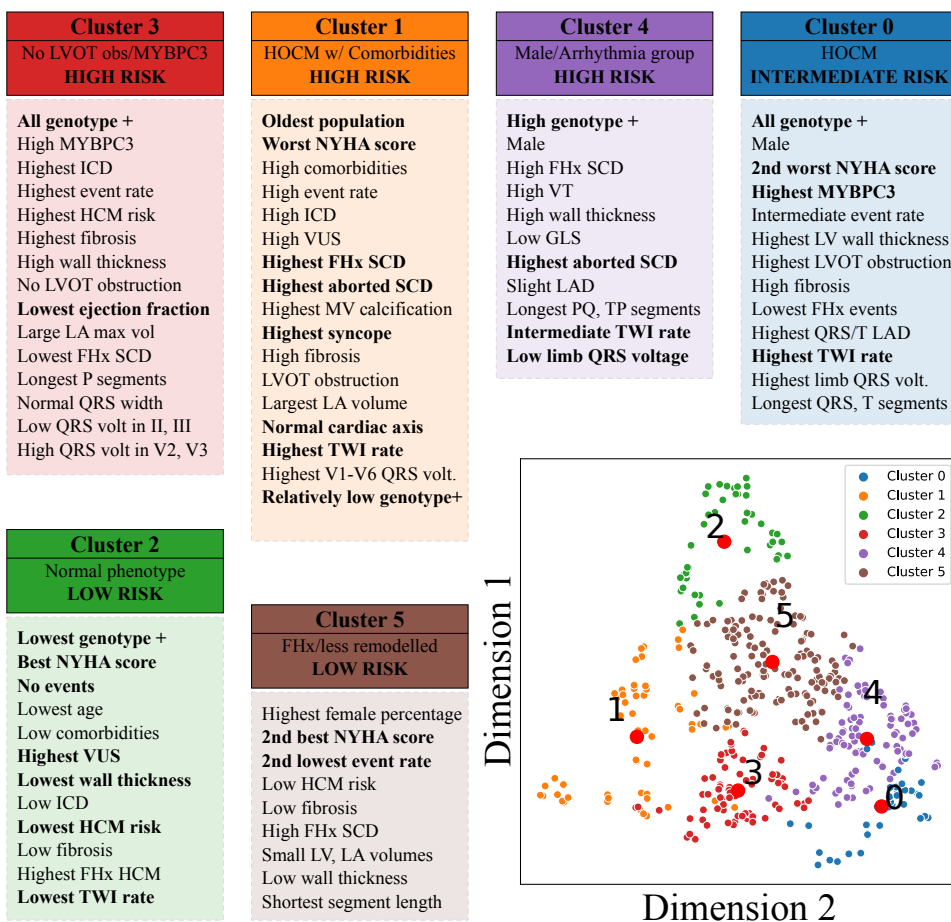 Cluster 3
No LVOT obs/MYBPC3
HIGH RISK
All genotype +
High MYBPC3
Highest ICD
Highest event rate
Highest HCM risk
Highest fibrosis
High wall thickness
No LVOT obstruction
Lowest ejection fraction
Large LA max vol
Lowest FHx SCD
Longest P segments
Normal QRS width
Low QRS volt in II, III
High QRS volt in V2, V3
Cluster 1
HOCM w/ Comorbidities
HIGH RISK
Oldest population
Worst NYHA score
High comorbidities
High event rate
High ICD
High VUS
Highest FHx SCD
Highest aborted SCD
Highest MV calcification
Highest syncope
High fibrosis
LVOT obstruction
Largest LA volume
Normal cardiac axis
Highest TWI rate
Highest V1-V6 QRS volt.
Relatively low genotype+
Cluster 4
Male/Arrhythmia group
HIGH RISK
High genotype +
Male
High FHx SCD
High VT
High wall thickness
Low GLS
Highest aborted SCD
Slight LAD
Longest PQ, TP segments
Intermediate TWI rate
Low limb QRS voltage
Cluster 0
HOCM
INTERMEDIATE RISK
All genotype +
Male
2nd worst NYHA score
Highest MYBPC3
Intermediate event rate
Highest LV wall thickness
Highest LVOT obstruction
High fibrosis
Lowest FHx events
Highest QRS/T LAD
Highest TWI rate
Highest limb QRS volt.
Longest QRS, T segments
Cluster 2
Normal phenotype
LOW RISK
Lowest genotype +
Best NYHA score
No events
Lowest age
Low comorbidities
Highest VUS
Lowest wall thickness
Low ICD
Lowest HCM risk
Low fibrosis
Highest FHx HCM
Lowest TWI rate
Cluster 5
FHx/less remodelled
LOW RISK
Highest female percentage
2nd best NYHA score
2nd lowest event rate
Low HCM risk
Low fibrosis
High FHx SCD
Small LV, LA volumes
Low wall thickness
Shortest segment length
Dimension 1
Cluster 0
Cluster 1
Cluster 2
Cluster 3
Cluster 4
Cluster 5
2
5
4
1
3
0
Dimension 2